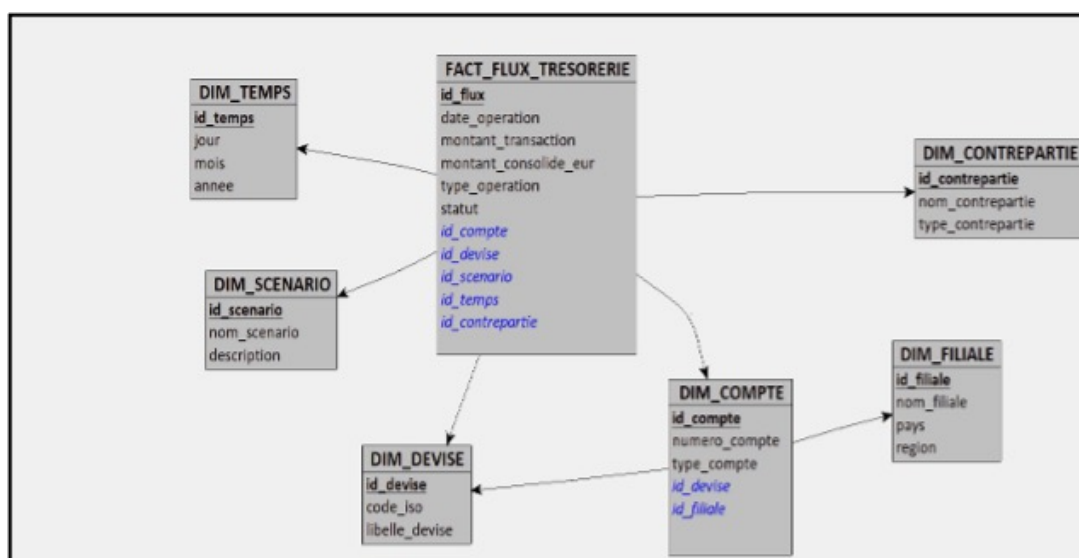 DIM_TEMPS
id_temps
jour
mois
annee
FACT_FLUX_TRESORERIE
id_flux
date_operation
montant_transaction
montant_consolide_eur
type_operation
statut
id_compte
id_devise
id_scenario
id_temps
id_contrepartie
DIM_CONTREPARTIE
id_contrepartie
nom_contrepartie
type_contrepartie
DIM_SCENARIO
id_scenario
nom_scenario
description
DIM_FILIALE
id_filiale
nom_filiale
pays
region
DIM_COMPTE
id_compte
numero_compte
type_compte
id_devise
id_filiale
DIM_DEVISE
id_devise
code_iso
libelle_devise